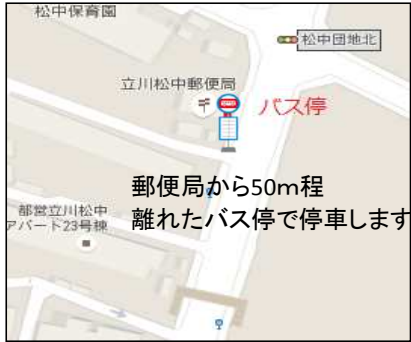 松中保育園
松中団地北
立川松中郵便局
バス停
郵便局から50m程
離れたバス停で停車します
都営立川松中
アパート23号棟